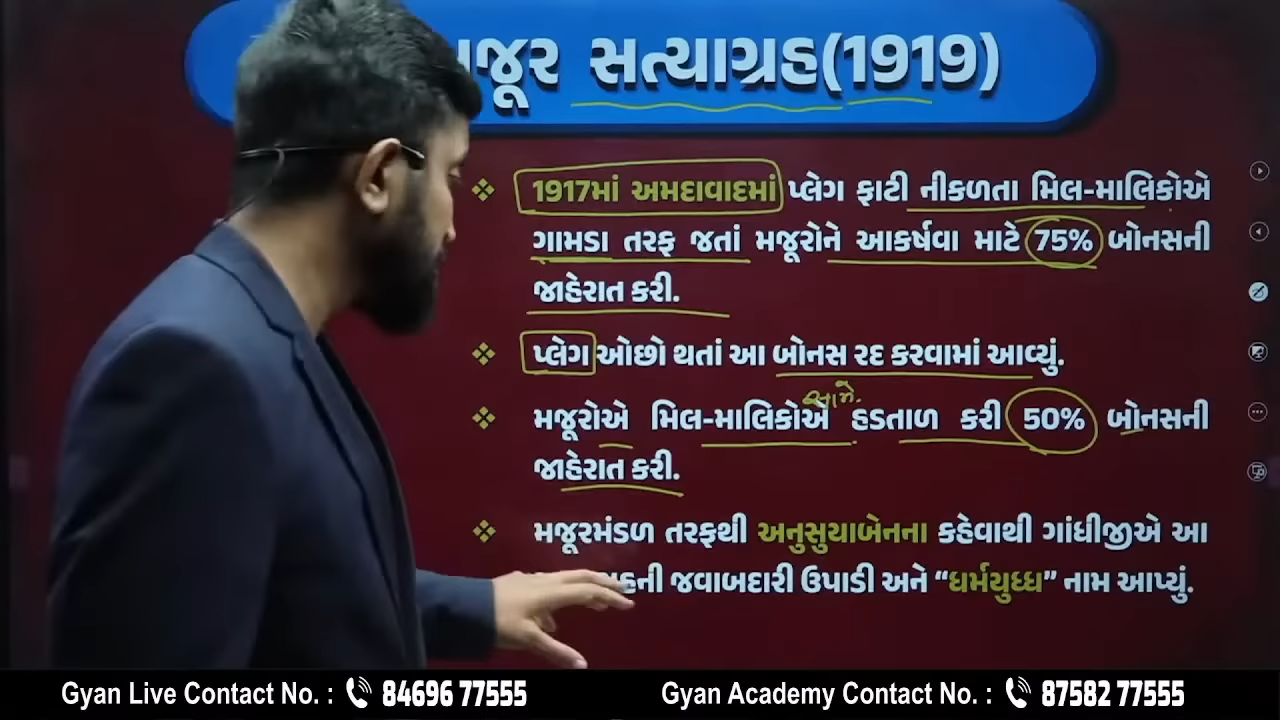 સત્યાગ્રહ(1919)
1917માં અમદાવાદમાં પ્લેગ ફાટી નીકળતા મિલ-માલિકોએ
ગામડા તરફ જતાં મજૂરોને આકર્ષવા માટે 75% બોનસની
જાહેરાત કરી.
પ્લેગ ઓછો થતાં આ બોનસ રદ કરવામાં આવ્યું.
સામે.
મજૂરોએ મિલ-માલિકોએ હડતાળ કરી 50% બોનસની
જાહેરાત કરી.
મજૂરમંડળ તરફથી અનુસુયાબેનના કહેવાથી ગાંધીજીએ આ
જવાબદારી ઉપાડી અને “ધર્મયુધ્ધ” નામ આપ્યું.
Gyan Live Contact No. : 84696 77555
Gyan Academy Contact No. : 87582 77555